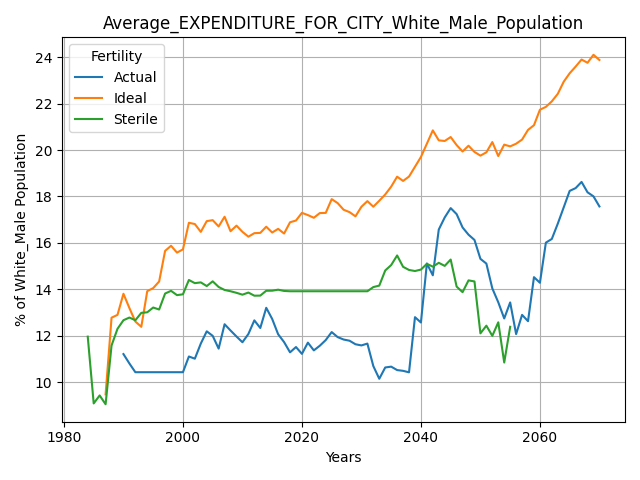 Average_EXPENDITURE_FOR_CITY_White_Male_Population
Fertility
Actual
Ideal
Sterile
% of White_Male Population
24
22
20
18
16
14
12
10
1980
2000
2020
2040
2060
Years